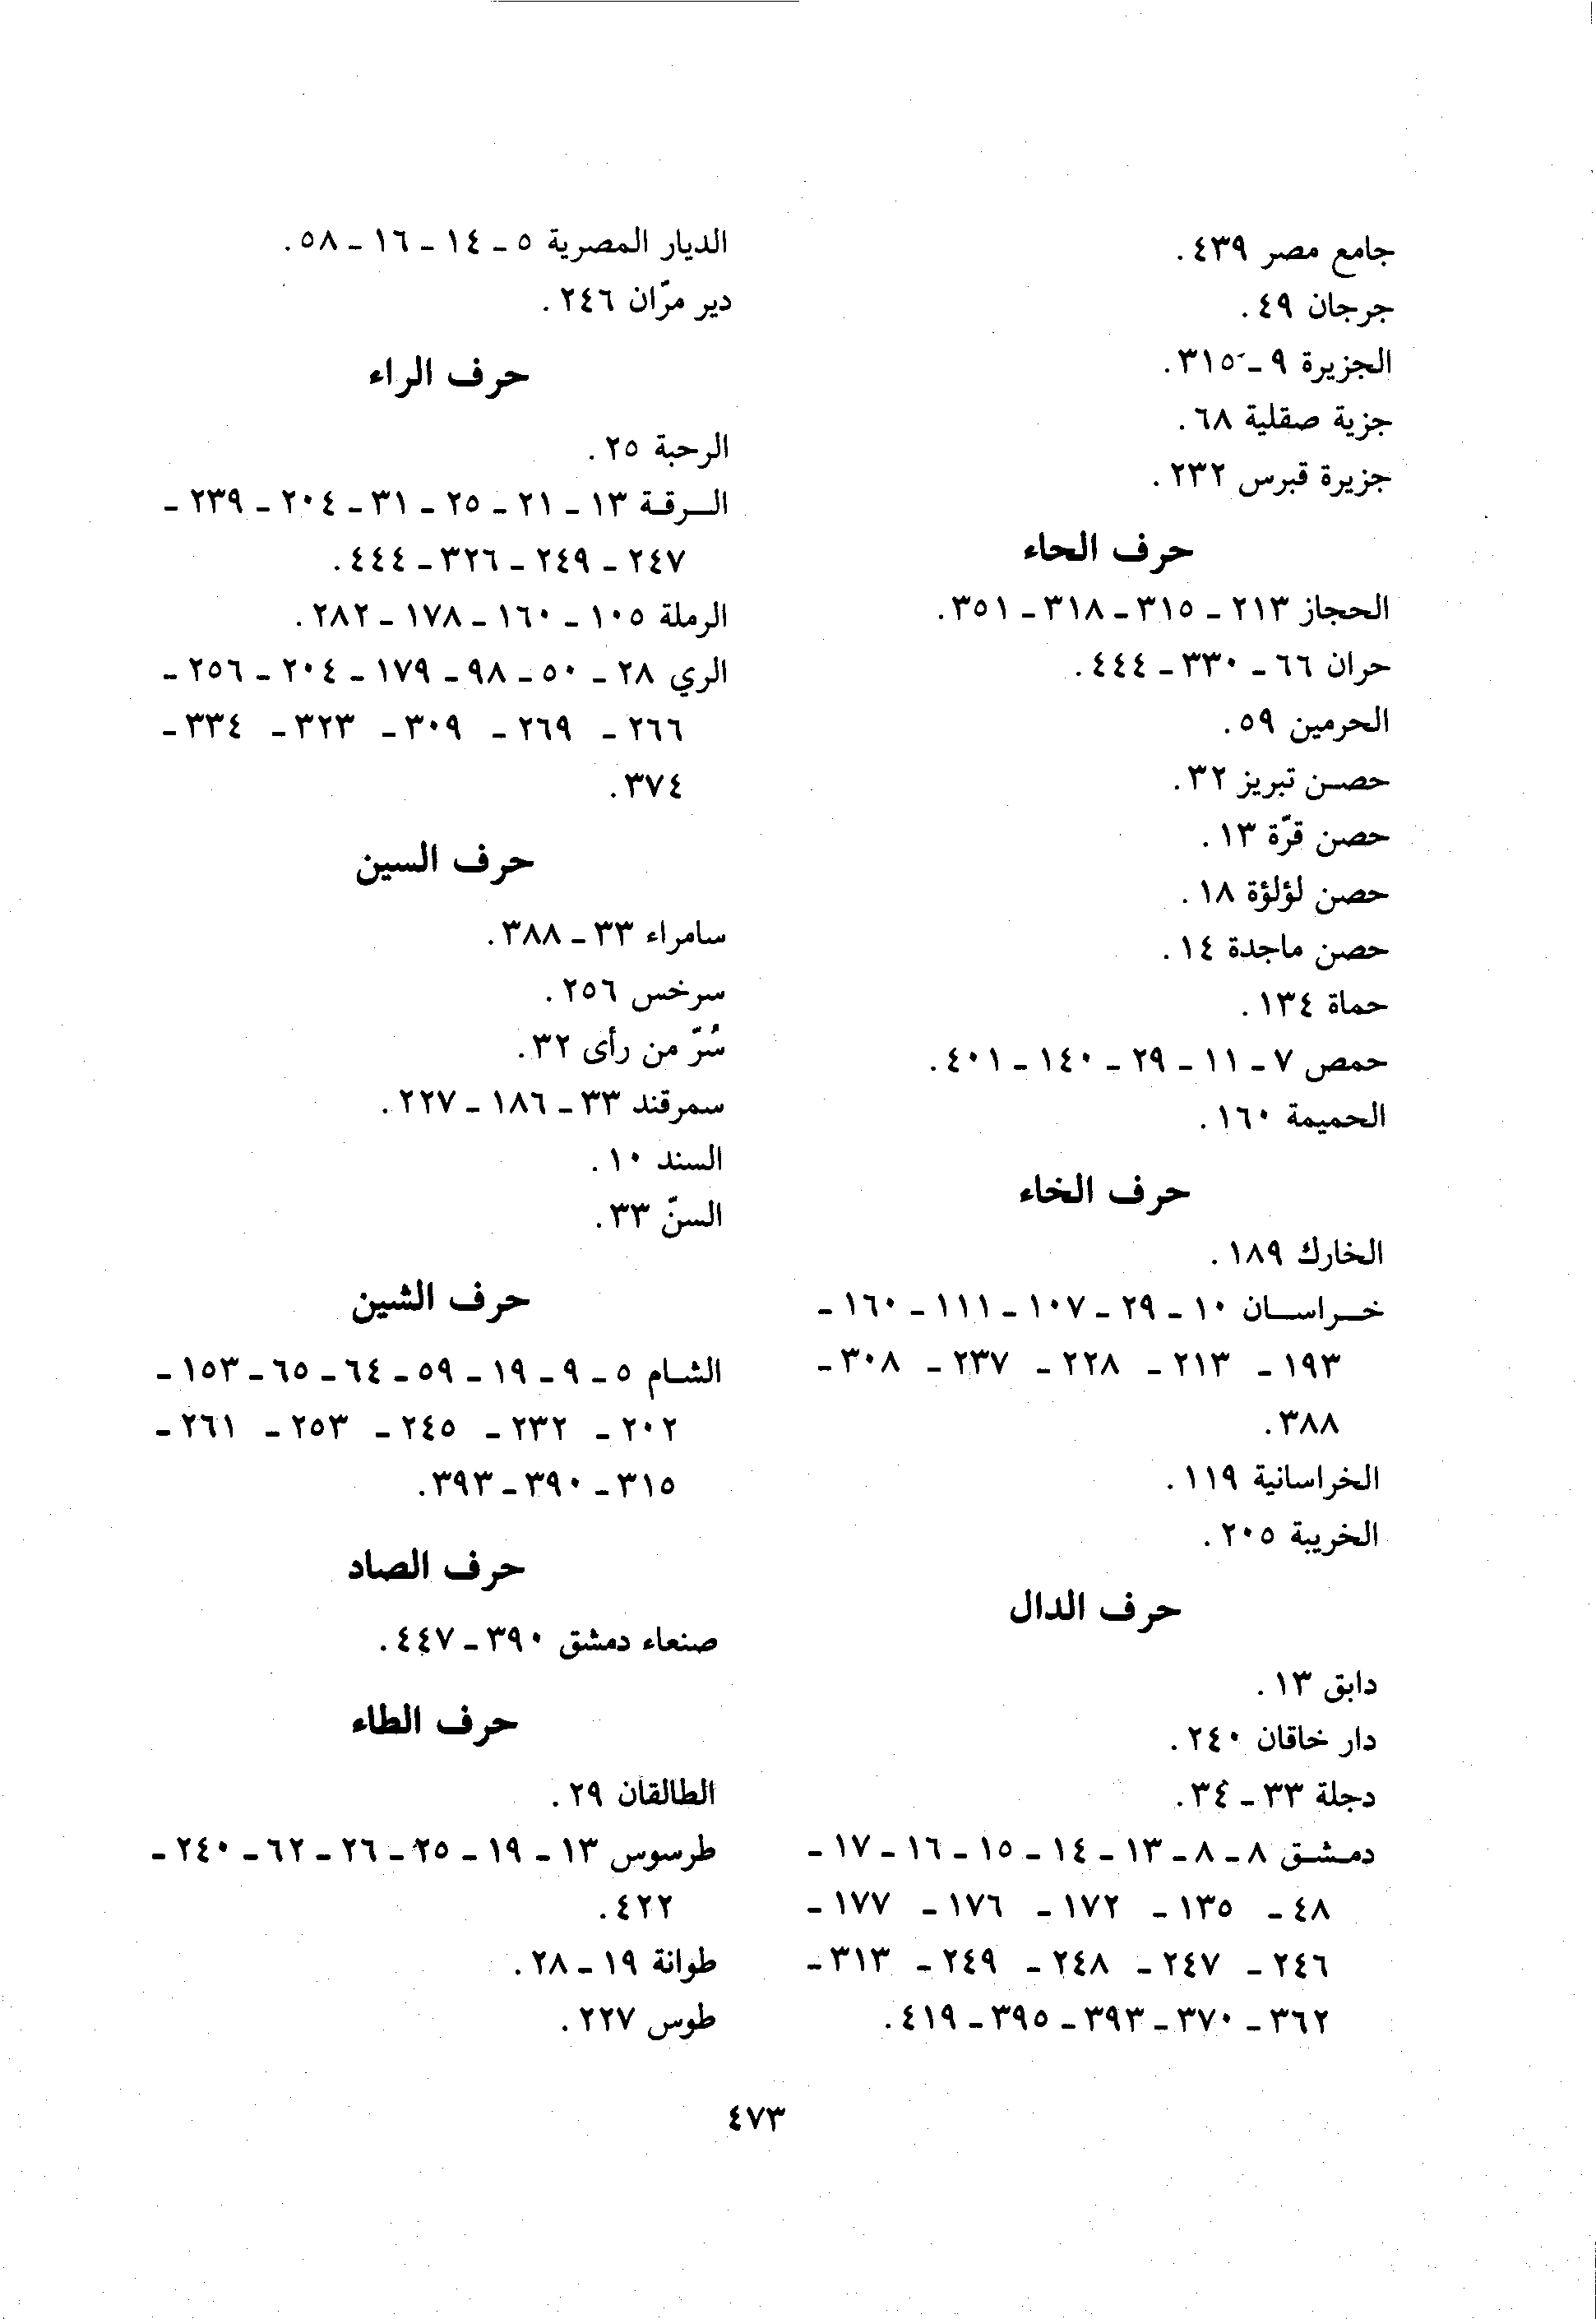 جامع مصر ٤٣٩.
جرجان ٤٩.
الجزيرة ٩ ـ ٣١٥.
جزية صقلية ٦٨.
جزيرة قبرس ٢٣٢.
حرف الحاء
الحجاز ٢١٣ ـ ٣١٥ ـ ٣١٨ ـ ٣٥١.
حران ٦٦ ـ ٣٣٠ ـ ٤٤٤.
الحرمين ٥٩.
حصن تبريز ٣٢.
حصن قرّة ١٣.
حصن لؤلؤة ١٨.
حصن ماجدة ١٤.
حماة ١٣٤.
حمص ٧ ـ ١١ ـ ٢٩ ـ ١٤٠ ـ ٤٠١.
الحميمة ١٦٠.
حرف الخاء
الخارك ١٨٩.
خراسان ١٠ ـ ٢٩ ـ ١٠٧ ـ ١١١ ـ ١٦٠ ـ
١٩٣ ـ ٢١٣ ـ ٢٢٨ ـ ٢٣٧ ـ ٣٠٨ ـ
٣٨٨.
الخراسانية ١١٩.
الخريبة ٢٠٥.
حرف الدال
دابق ١٣.
دار خاقان ٢٤٠.
دجلة ٣٣ ـ ٣٤.
دمشق ٨ ـ ٨ ـ ١٣ ـ ١٤ ـ ١٥ ـ ١٦ ـ ١٧ ـ
٤٨ ـ ١٣٥ ـ ١٧٢ ـ ١٧٦ ـ ١٧٧ ـ
٢٤٦ ـ ٢٤٧ ـ ٢٤٨ ـ ٢٤٩ ـ ٣١٣ ـ
٣٦٢ ـ ٣٧٠ ـ ٣٩٣ ـ ٣٩٥ ـ ٤١٩.
الديار المصرية ٥ ـ ١٤ ـ ١٦ ـ ٥٨.
دير مرّان ٢٤٦.
حرف الراء
الرحبة ٢٥.
الرقة ١٣ ـ ٢١ ـ ٢٥ ـ ٣١ ـ ٢٠٤ ـ ٢٣٩ ـ
٢٤٧ ـ ٢٤٩ ـ ٣٢٦ ـ ٤٤٤.
الرملة ١٠٥ ـ ١٦٠ ـ ١٧٨ ـ ٢٨٢.
الري ٢٨ ـ ٥٠ ـ ٩٨ ـ ١٧٩ ـ ٢٠٤ ـ ٢٥٦ ـ
٢٦٦ ـ ٢٦٩ ـ ٣٠٩ ـ ٣٢٣ ـ ٣٣٤ ـ
٣٧٤.
حرف السين
سامراء ٣٣ ـ ٣٨٨.
سرخس ٢٥٦.
سُرّ من رأى ٣٢.
سمرقند ٣٣ ـ ١٨٦ ـ ٢٢٧.
السند ١٠.
السنّ ٣٣.
حرف الشين
الشام ٥ ـ ٩ ـ ١٩ ـ ٥٩ ـ ٦٤ ـ ٦٥ ـ ١٥٣ ـ
٢٠٢ ـ ٢٣٢ ـ ٢٤٥ ـ ٢٥٣ ـ ٢٦١ ـ
٣١٥ ـ ٣٩٠ ـ ٣٩٣.
حرف الصاد
صنعاء دمشق ٣٩٠ ـ ٤٤٧.
حرف الطاء
الطالقان ٢٩.
طرسوس ١٣ ـ ١٩ ـ ٢٥ ـ ٢٦ ـ ٦٢ ـ ٢٤٠ ـ
٤٢٢.
طوانة ١٩ ـ ٢٨.
طوس ٢٢٧.
٤٧٣